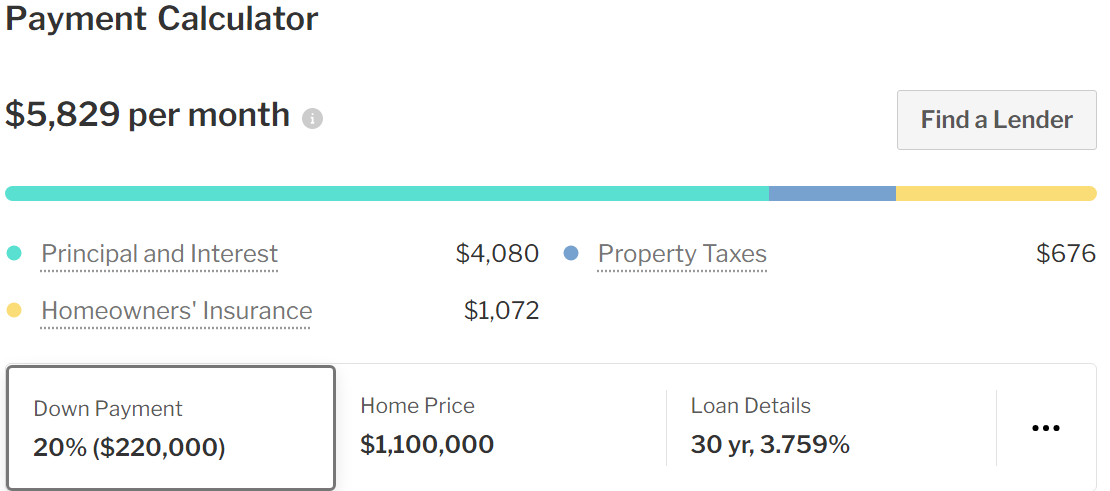 Payment Calculator
$5,829 per month
Find a Lender
Principal and Interest $4,080
Property Taxes $676
Homeowners' Insurance $1,072
Down Payment
20% ($220,000)
Home Price
$1,100,000
Loan Details
30 yr, 3.759%